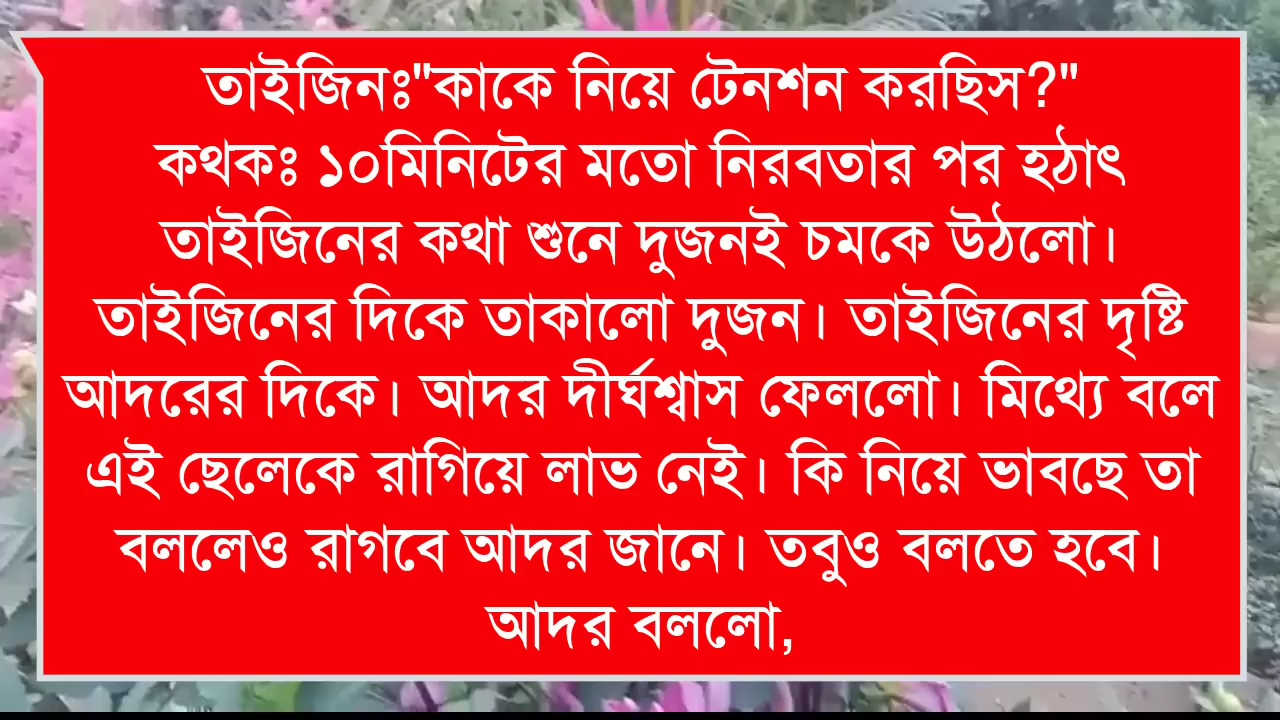 তাইজিনঃ"কাকে নিয়ে টেনশন করছিস?"
কথকঃ ১০মিনিটের মতো নিরবতার পর হঠাৎ
তাইজিনের কথা শুনে দুজনই চমকে উঠলো।
তাইজিনের দিকে তাকালো দুজন। তাইজিনের দৃষ্টি
আদরের দিকে। আদর দীর্ঘশ্বাস ফেললো। মিথ্যে বলে
এই ছেলেকে রাগিয়ে লাভ নেই। কি নিয়ে ভাবছে তা
বললেও রাগবে আদর জানে। তবুও বলতে হবে।
আদর বললো,